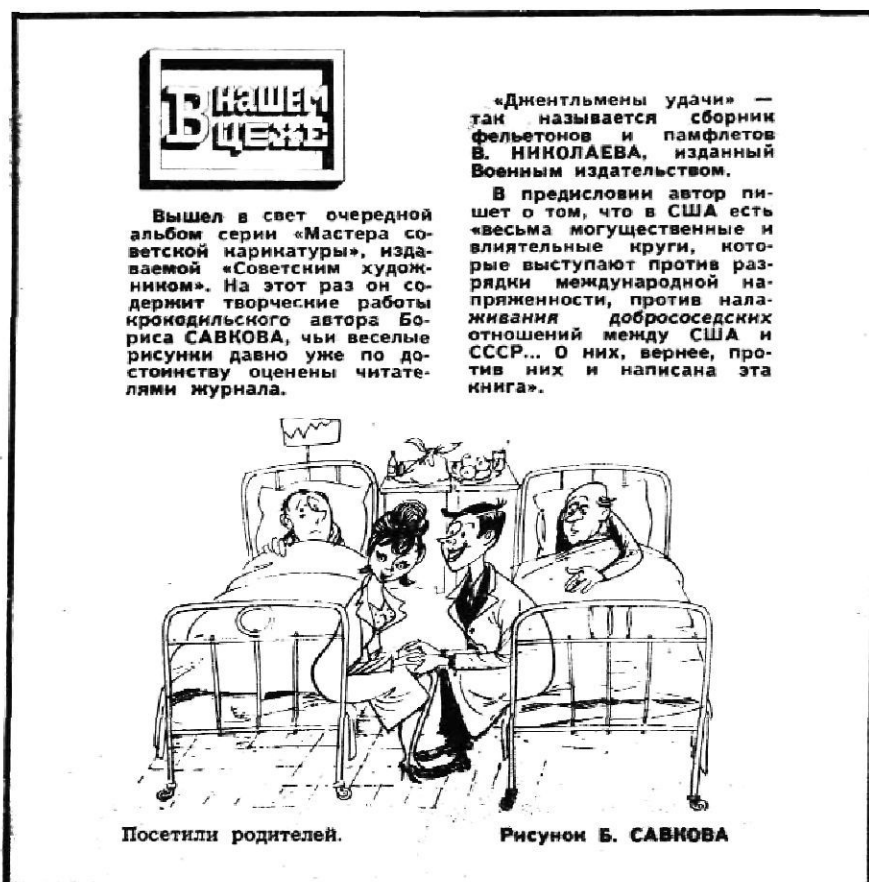 В нашем
цехе
Вышел в свет очередной
альбом серии «Мастера со-
ветской карикатуры», изда-
ваемой «Советским худож-
ником». На этот раз он со-
держит творческие работы
крокодильского автора Бо-
риса САВКОВА, чьи веселые
рисунки давно уже по до-
стоинству оценены читате-
лями журнала.
«Джентльмены удачи» —
так называется сборник
фельетонов и памфлетов
В. НИКОЛАЕВА, изданный
Военным издательством.
В предисловии автор пи-
шет о том, что в США есть
«весьма могущественные и
влиятельные круги, кото-
рые выступают против раз-
рядки международной на-
пряженности, против нала-
живания добрососедских
отношений между США и
СССР... О них, вернее, про-
тив них и написана эта
книга».
Посетили родителей.
Рисунок Б. САВКОВА